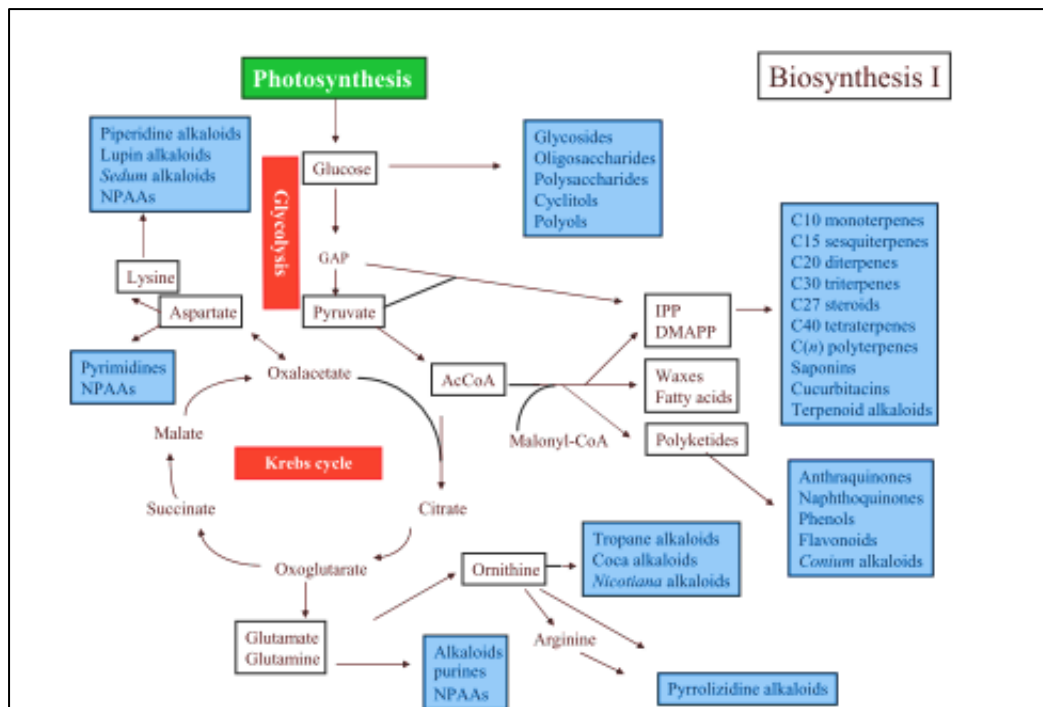 Photosynthesis
Biosynthesis I
Piperidine alkaloids
Lupin alkaloids
Sedum alkaloids
NPAAs
Glycolysis
Glucose
Glycosides
Oligosaccharides
Polysaccharides
Cyclitols
Polyols
GAP
Lysine
Aspartate
Pyruvate
IPP
DMAPP
C10 monoterpenes
C15 sesquiterpenes
C20 diterpenes
C30 triterpenes
C27 steroids
C40 tetraterpenes
C(n) polyterpenes
Saponins
Cucurbitacins
Terpenoid alkaloids
Pyrimidines
NPAAs
Oxalacetate
AcCoA
Waxes
Fatty acids
Malate
Malonyl-CoA
Polyketides
Krebs cycle
Succinate
Citrate
Anthraquinones
Naphthoquinones
Phenols
Flavonoids
Conium alkaloids
Oxoglutarate
Ornithine
Tropane alkaloids
Coca alkaloids
Nicotiana alkaloids
Glutamate
Glutamine
Arginine
Alkaloids
purines
NPAAs
Pyrrolizidine alkaloids